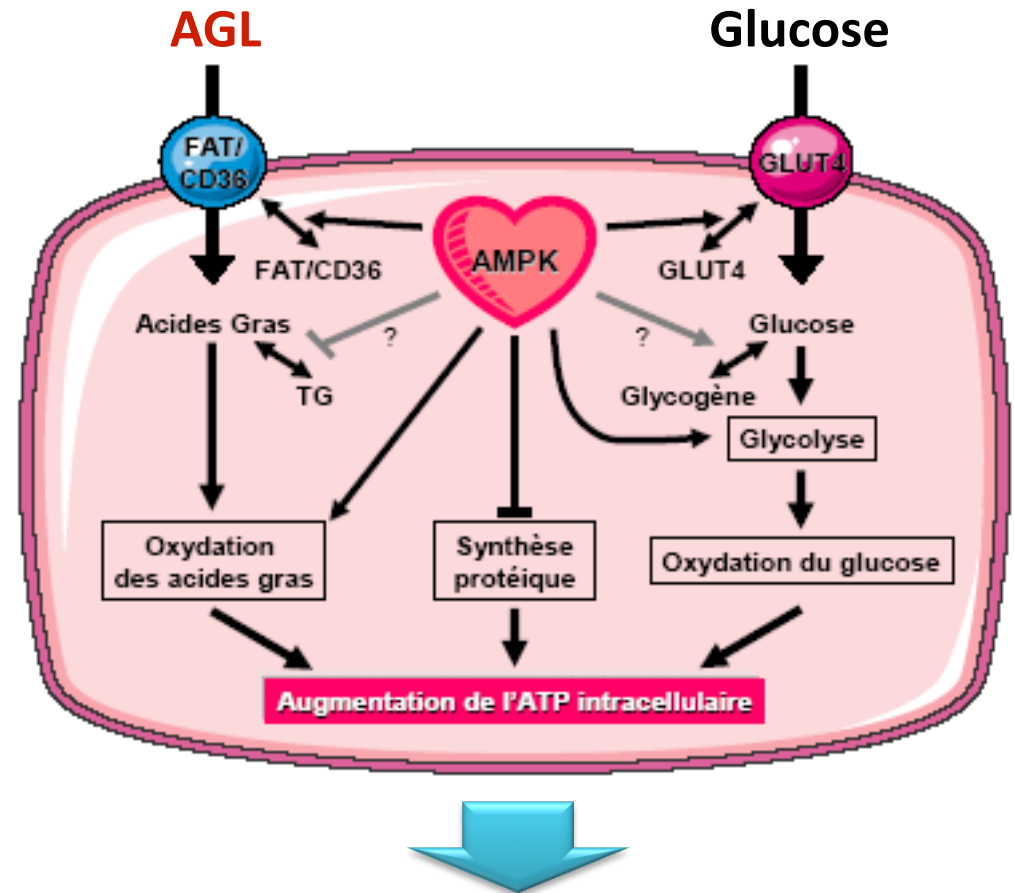 AGL
Glucose
FAT/
CD36
GLUT4
AMPK
FAT/CD36
GLUT4
Acides Gras
?
?
Glucose
TG
Glycogène
Glycolyse
Oxydation
des acides gras
Synthèse
protéique
Oxydation du glucose
Augmentation de l'ATP intracellulaire